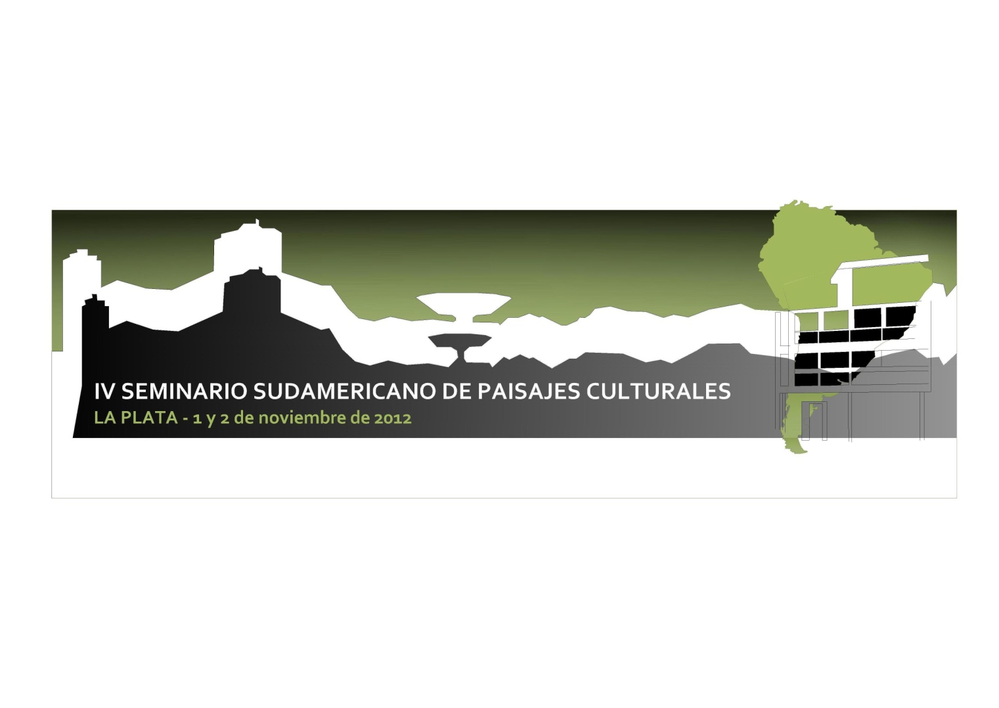 IV SEMINARIO SUDAMERICANO DE PAISAJES CULTURALES
LA PLATA - 1 y 2 de noviembre de 2012